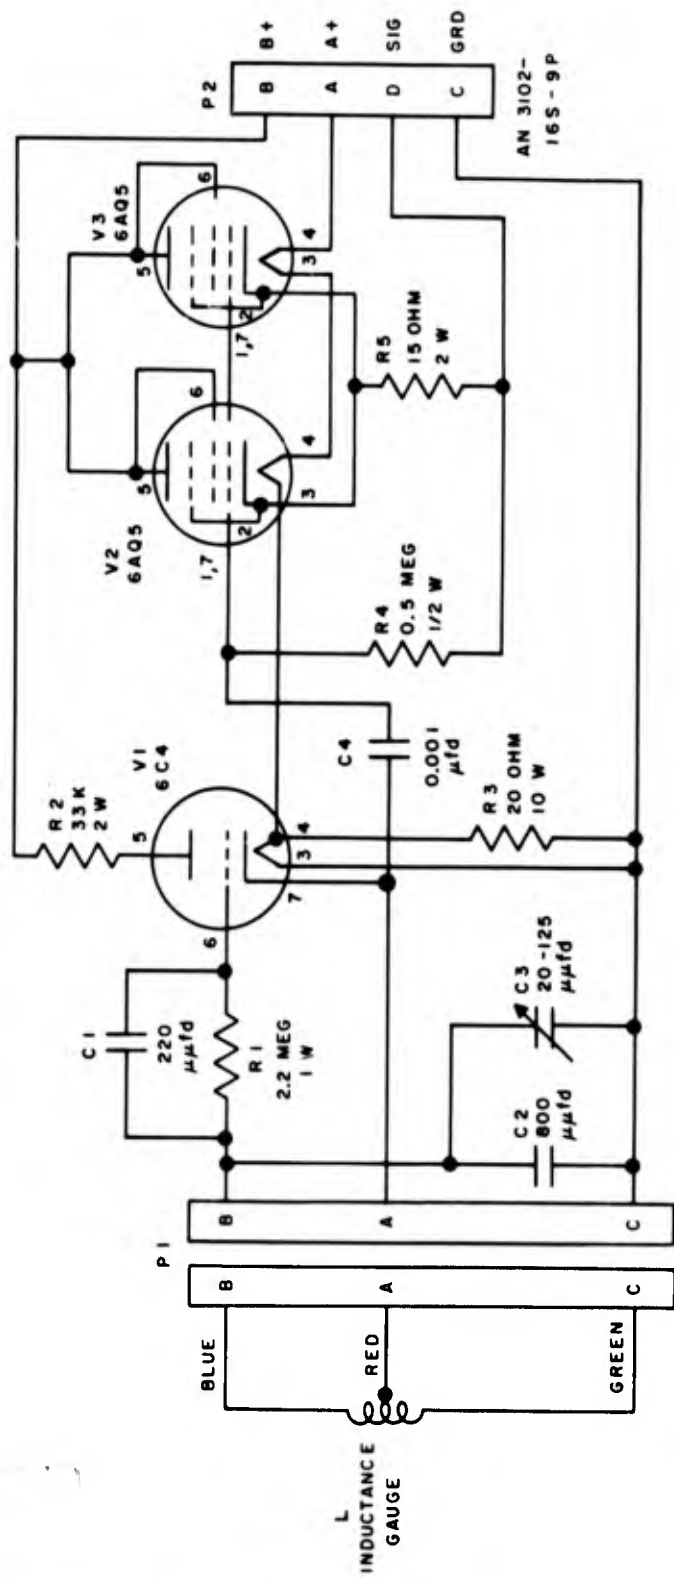 L
INDUCTANCE
GAUGE
BLUE
RED
GREEN
B
A
C
P1
B
A
C
C1
220
μμfd
R1
2.2 MEG
1 W
C2
800
μμfd
C3
20-125
μμfd
R2
33K
2 W
V1
6C4
5
6
7
3
4
C4
0.001
μfd
R3
20 OHM
10 W
R4
0.5 MEG
1/2 W
V2
6AQ5
5
6
1,7
2
3
4
V3
6AQ5
5
6
1,7
2
3
4
R5
15 OHM
2 W
P2
B
A
D
C
B+
A+
SIG
GRD
AN 3102-
16S-9P